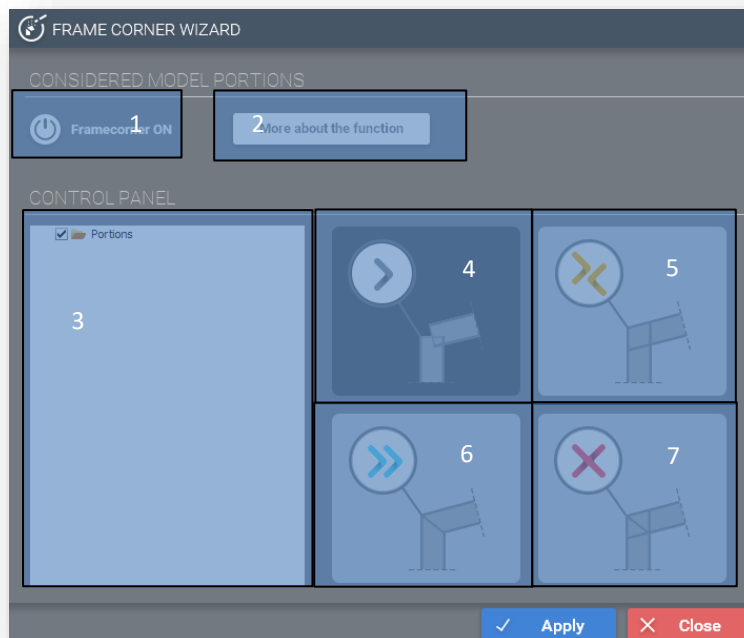 FRAME CORNER WIZARD
CONSIDERED MODEL PORTIONS
1
Framecorner ON
2
More about the function
CONTROL PANEL
Portions
3
4
5
6
7
Apply
Close